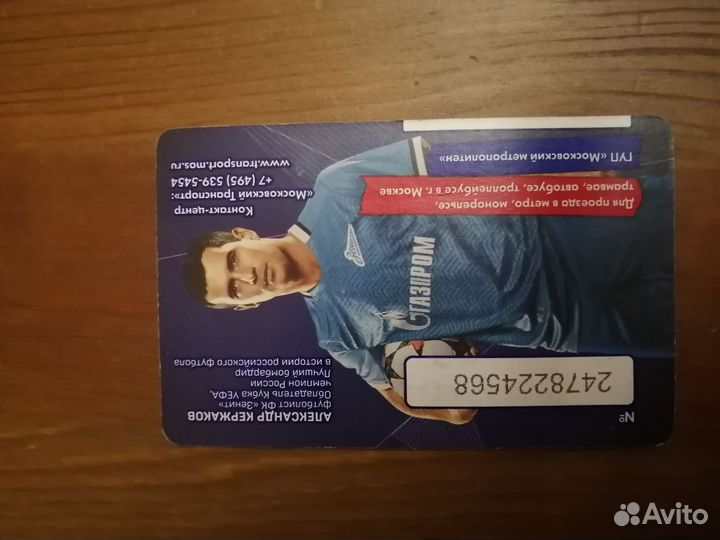 ГУП «Московский метрополитен»
Для проезда в метро, монорельсе,
трамвае, автобусе, троллейбусе в г. Москве
Контакт-центр
«Московский Транспорт»:
+7 (495) 539-5454
www.transport.mos.ru
Зенит
ГАЗПРОМ
АЛЕКСАНДР КЕРЖАКОВ
футболист ФК «Зенит»
Обладатель Кубка УЕФА,
чемпион России
Лучший бомбардир
в истории российского футбола
№
2478224568
Avito